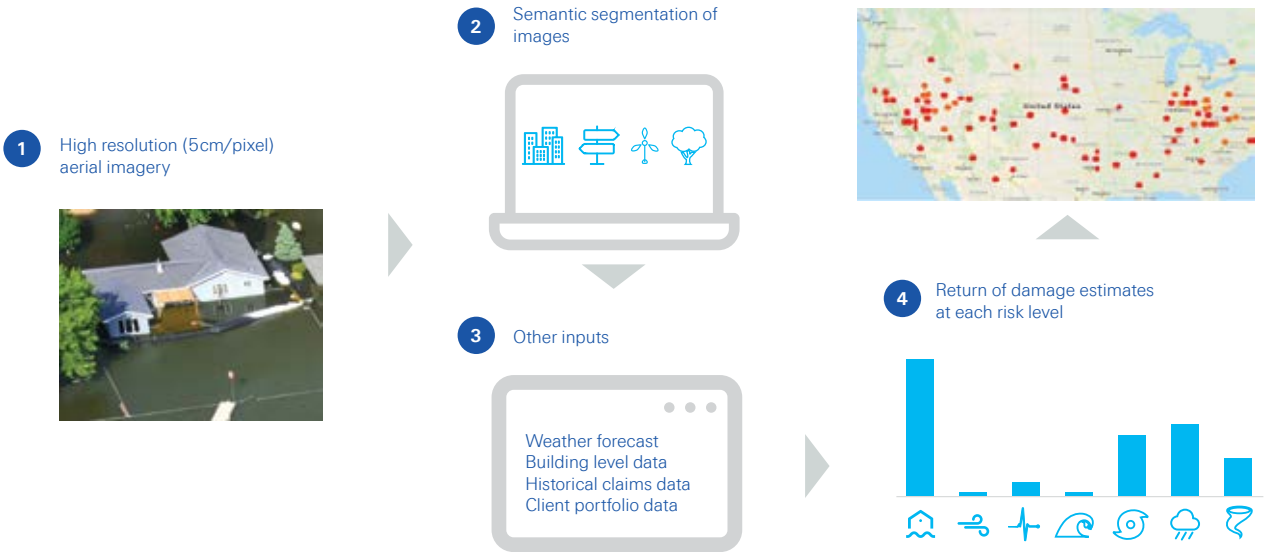 1
High resolution (5cm/pixel)
aerial imagery
2
Semantic segmentation of
images
3
Other inputs
Weather forecast
Building level data
Historical claims data
Client portfolio data
4
Return of damage estimates
at each risk level
United States